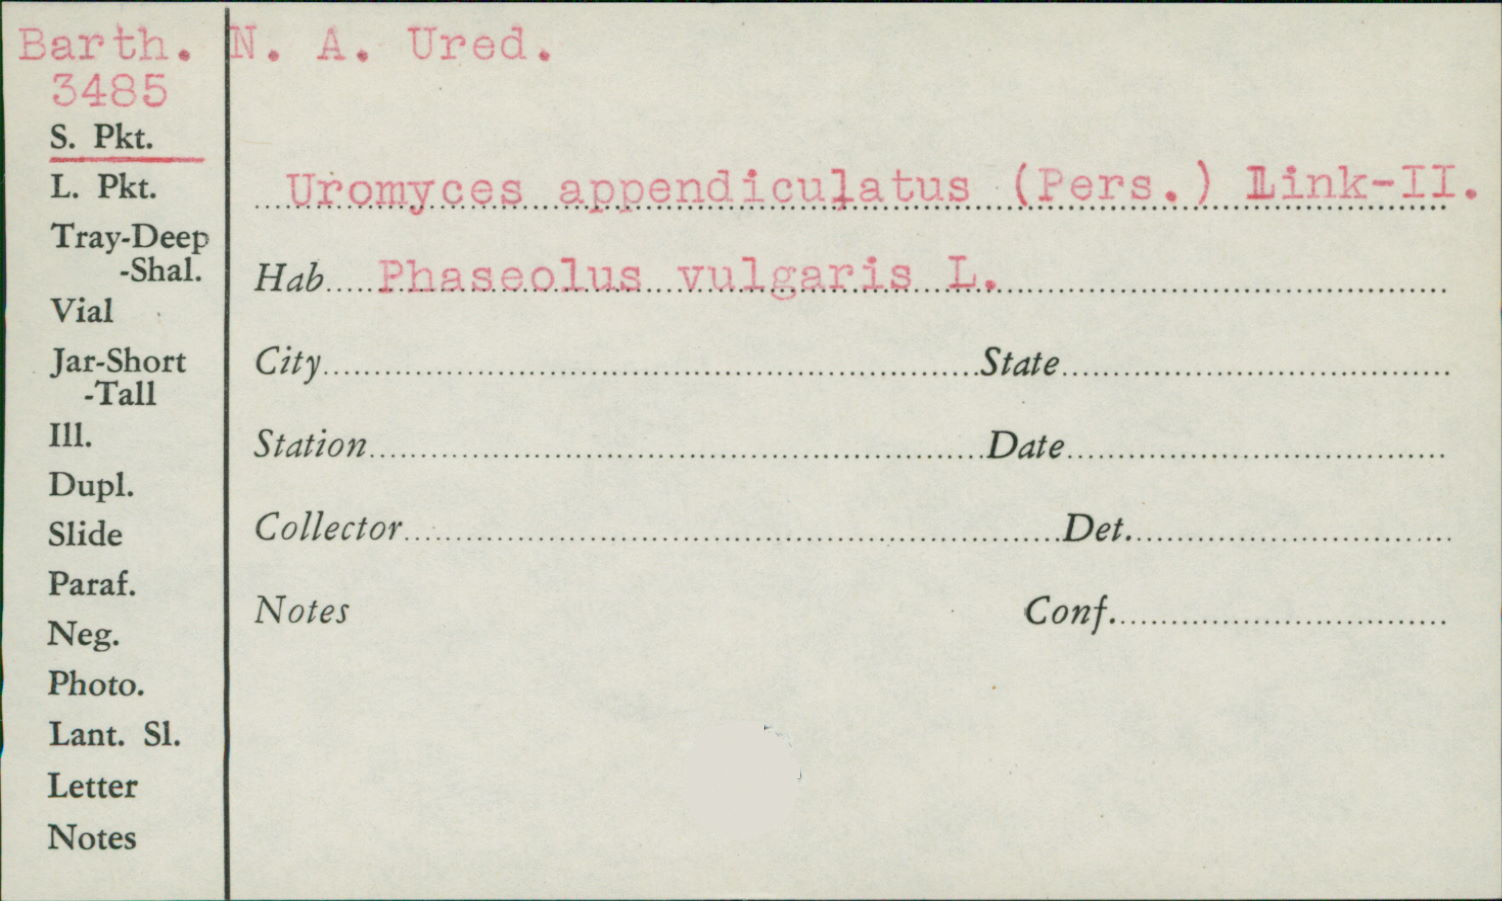 Barth. N. A. Ured.
3485
S. Pkt.
L. Pkt.
Tray-Deep
-Shal.
Vial
Jar-Short
-Tall
Ill.
Dupl.
Slide
Paraf.
Neg.
Photo.
Lant. Sl.
Letter
Notes
Uromyces appendiculatus (Pers.) Link-II.
Hab Phaseolus vulgaris L.
City State
Station Date
Collector Det.
Notes Conf.